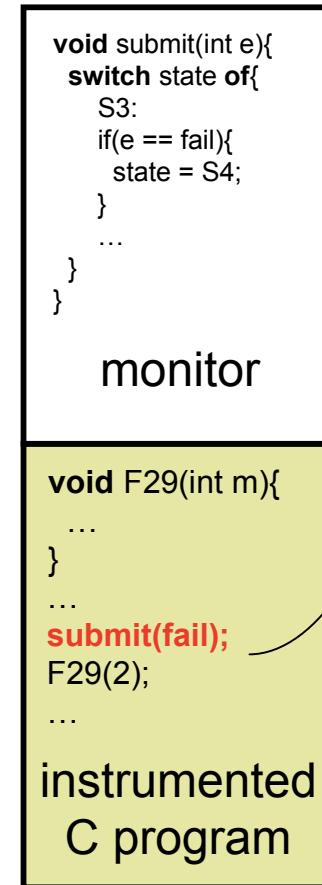 void submit(int e){
switch state of{
S3:
if(e == fail){
state = S4;
}
…
}
}
monitor
void F29(int m){
…
}
…
submit(fail);
F29(2);
…
instrumented
C program